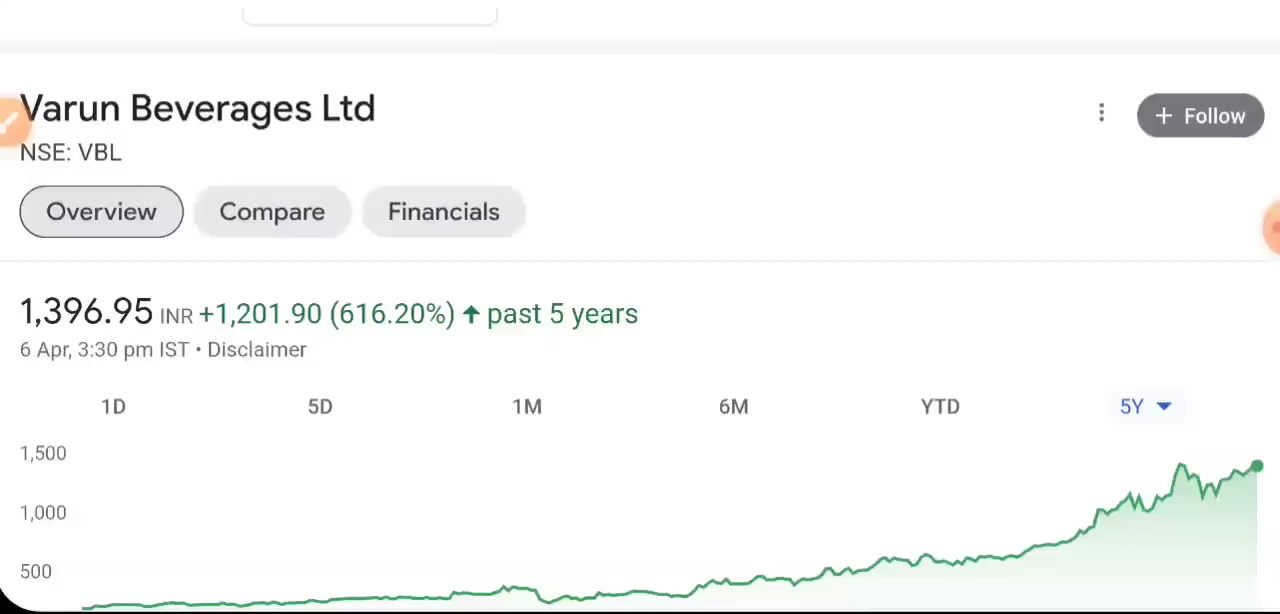 Varun Beverages Ltd
+ Follow
NSE: VBL
Overview Compare Financials
1,396.95 INR +1,201.90 (616.20%) ↑ past 5 years
6 Apr, 3:30 pm IST • Disclaimer
1D 5D 1M 6M YTD 5Y
1,500
1,000
500